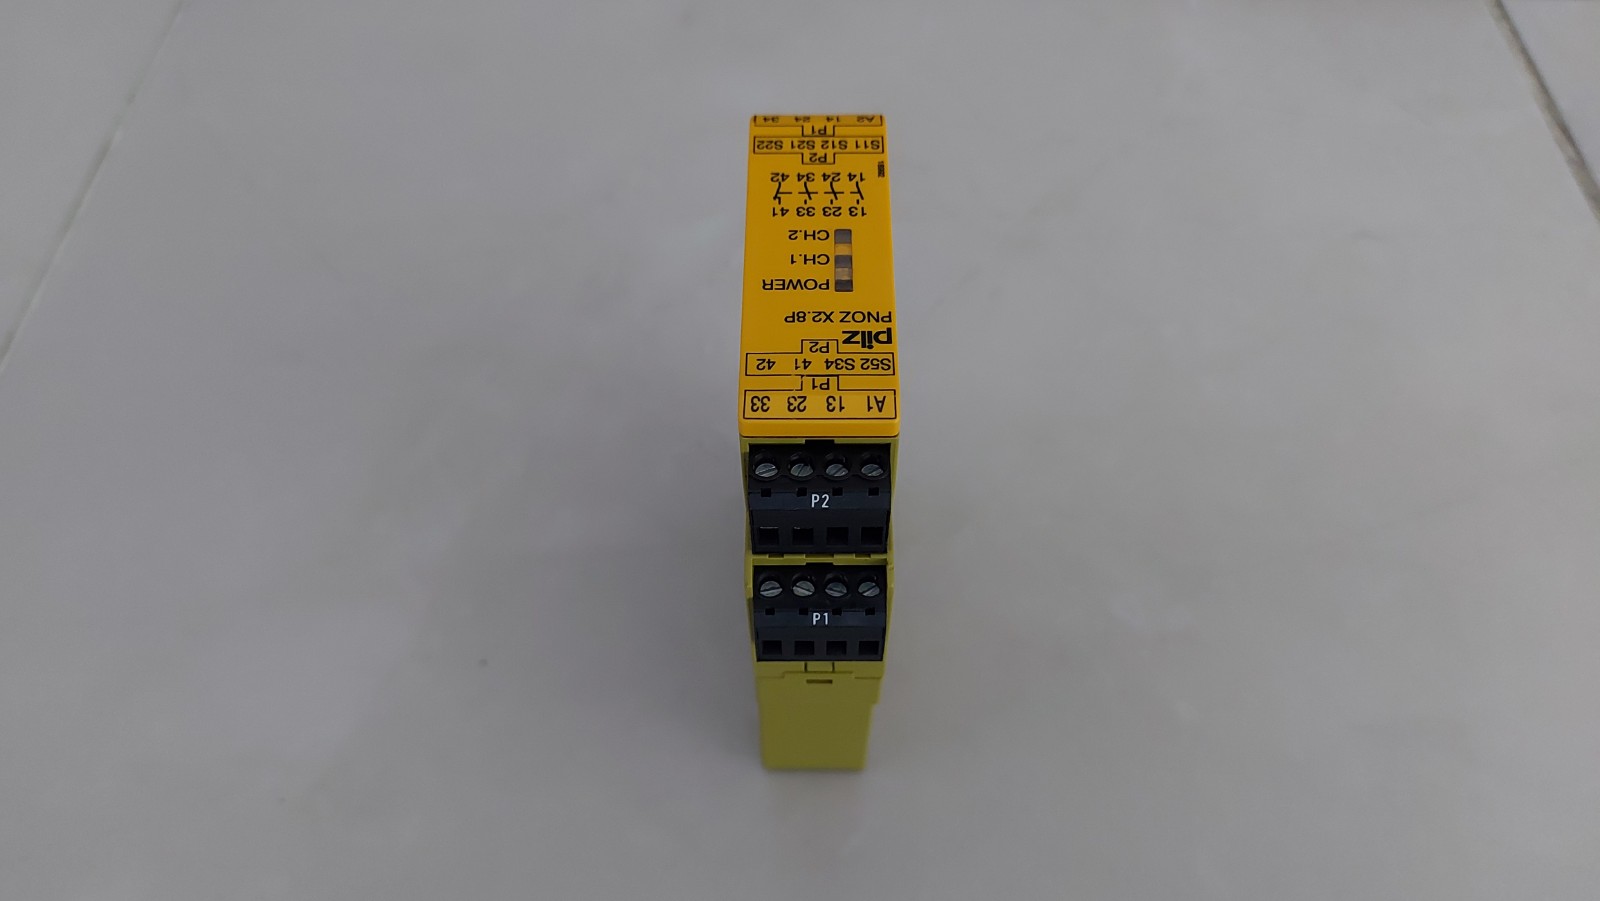 A1 13 23 33
P1
S52 S34 41 42
P2
pilz
PNOZ X2.8P
POWER
CH.1
CH.2
13 23 33 41
14 24 34 42
P2
S11 S12 S21 S22
P1
A2 14 24 34
P2
P1